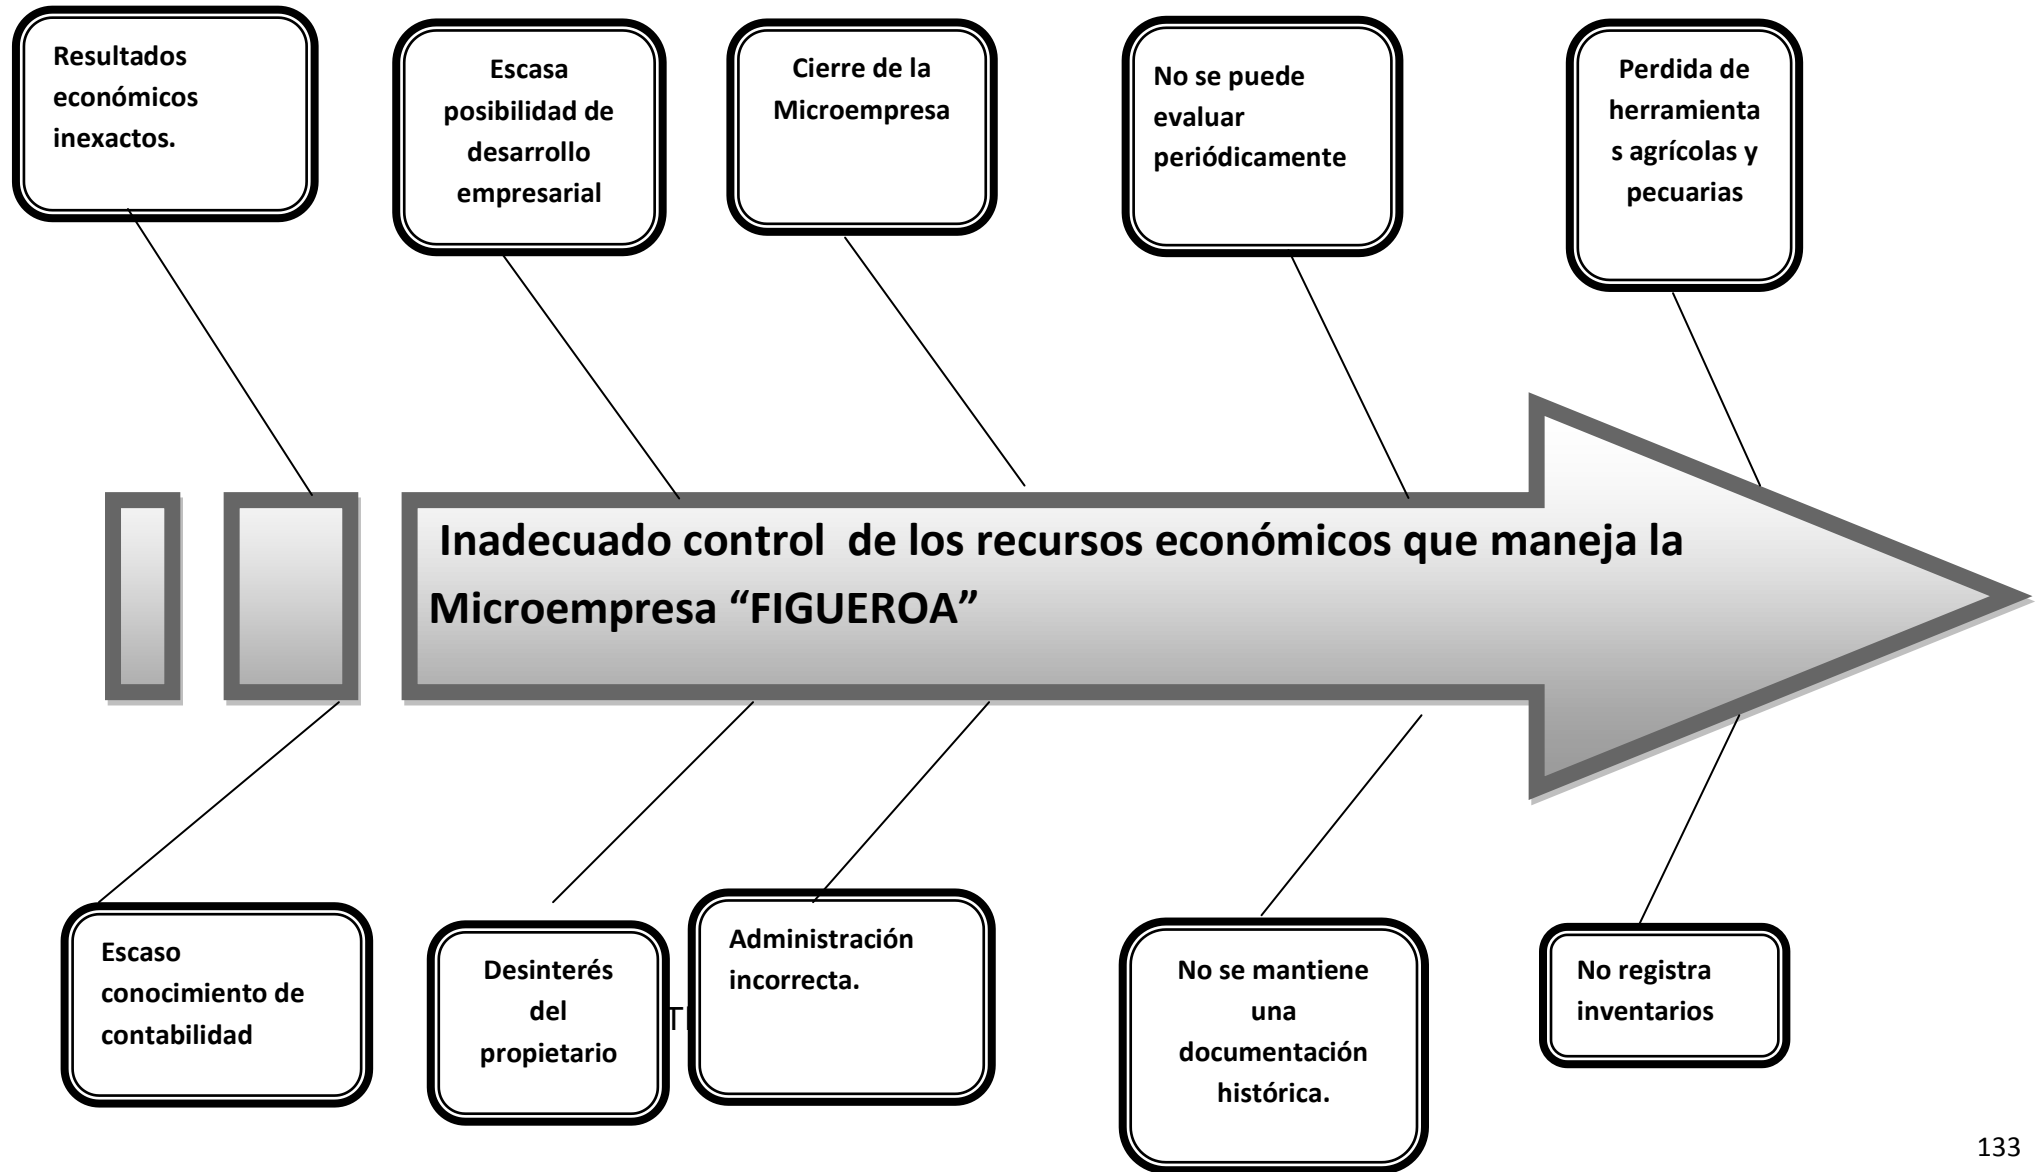 Resultados
económicos
inexactos.
Escasa
posibilidad de
desarrollo
empresarial
Cierre de la
Microempresa
No se puede
evaluar
periódicamente
Perdida de
herramienta
s agrícolas y
pecuarias
Inadecuado control de los recursos económicos que maneja la
Microempresa “FIGUEROA”
Escaso
conocimiento de
contabilidad
Desinterés
del
propietario
Administración
incorrecta.
No se mantiene
una
documentación
histórica.
No registra
inventarios
133